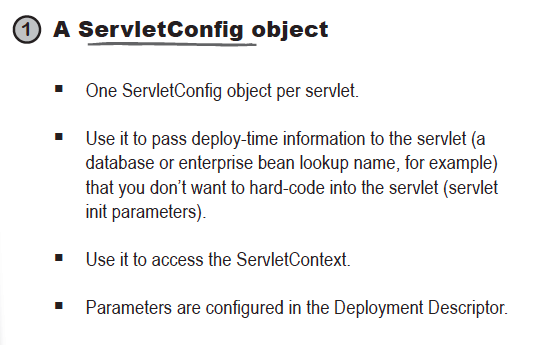 1 A ServletConfig object
▪ One ServletConfig object per servlet.
▪ Use it to pass deploy-time information to the servlet (a
database or enterprise bean lookup name, for example)
that you don’t want to hard-code into the servlet (servlet
init parameters).
▪ Use it to access the ServletContext.
▪ Parameters are configured in the Deployment Descriptor.